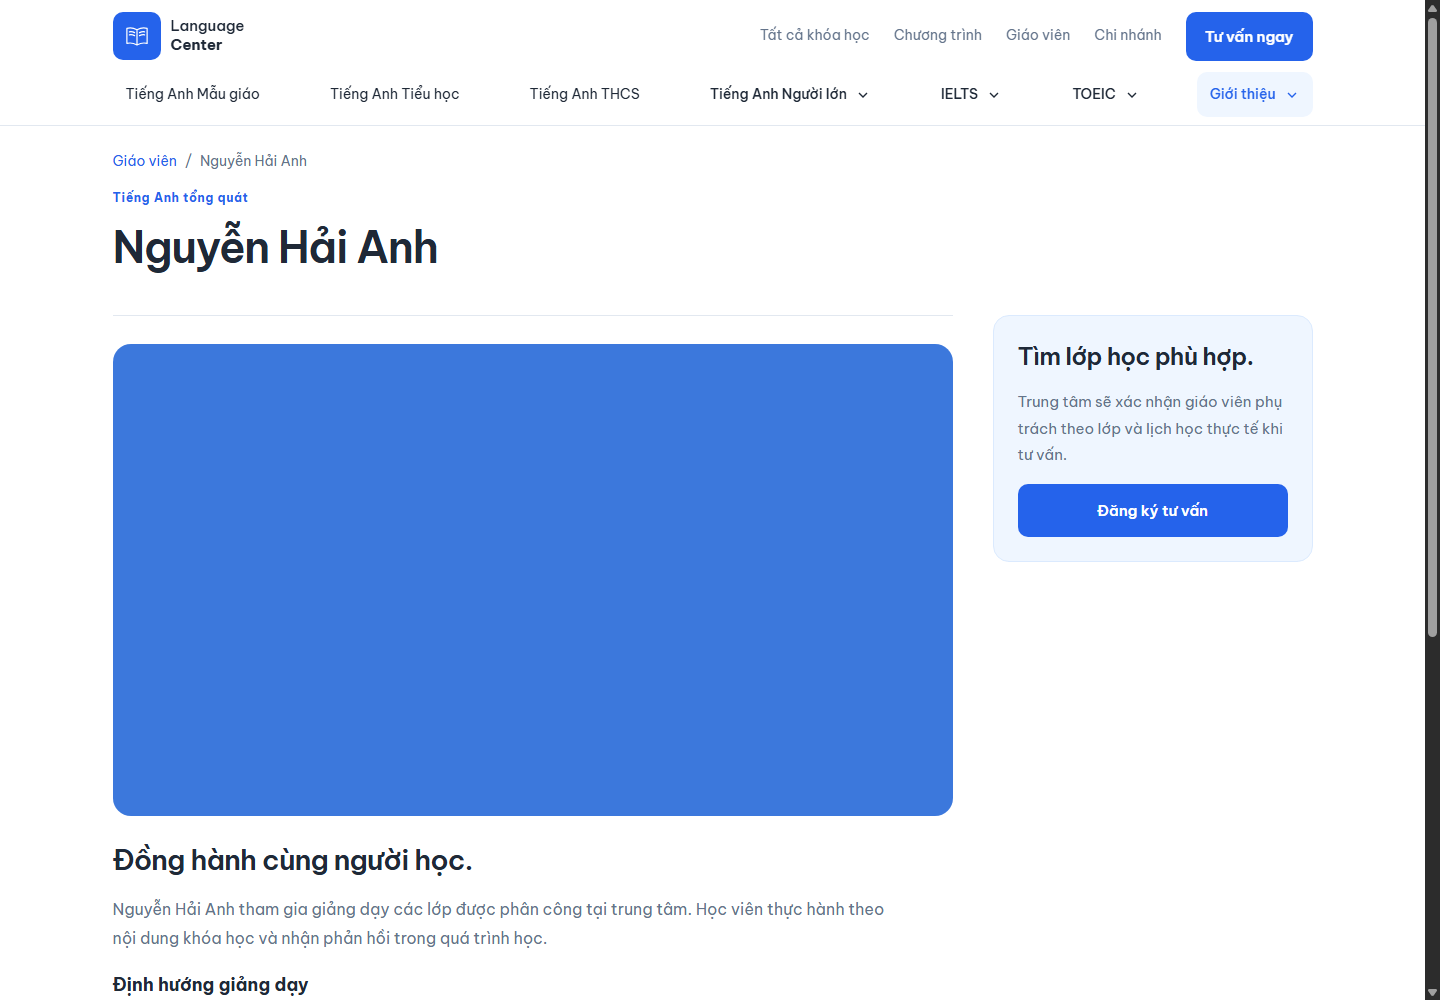 Language
Center
Tất cả khóa học
Chương trình
Giáo viên
Chi nhánh
Tư vấn ngay
Tiếng Anh Mẫu giáo
Tiếng Anh Tiểu học
Tiếng Anh THCS
Tiếng Anh Người lớn
IELTS
TOEIC
Giới thiệu
Giáo viên / Nguyễn Hải Anh
Tiếng Anh tổng quát
Nguyễn Hải Anh
Tìm lớp học phù hợp.
Trung tâm sẽ xác nhận giáo viên phụ
trách theo lớp và lịch học thực tế khi
tư vấn.
Đăng ký tư vấn
Đồng hành cùng người học.
Nguyễn Hải Anh tham gia giảng dạy các lớp được phân công tại trung tâm. Học viên thực hành theo
nội dung khóa học và nhận phản hồi trong quá trình học.
Định hướng giảng dạy